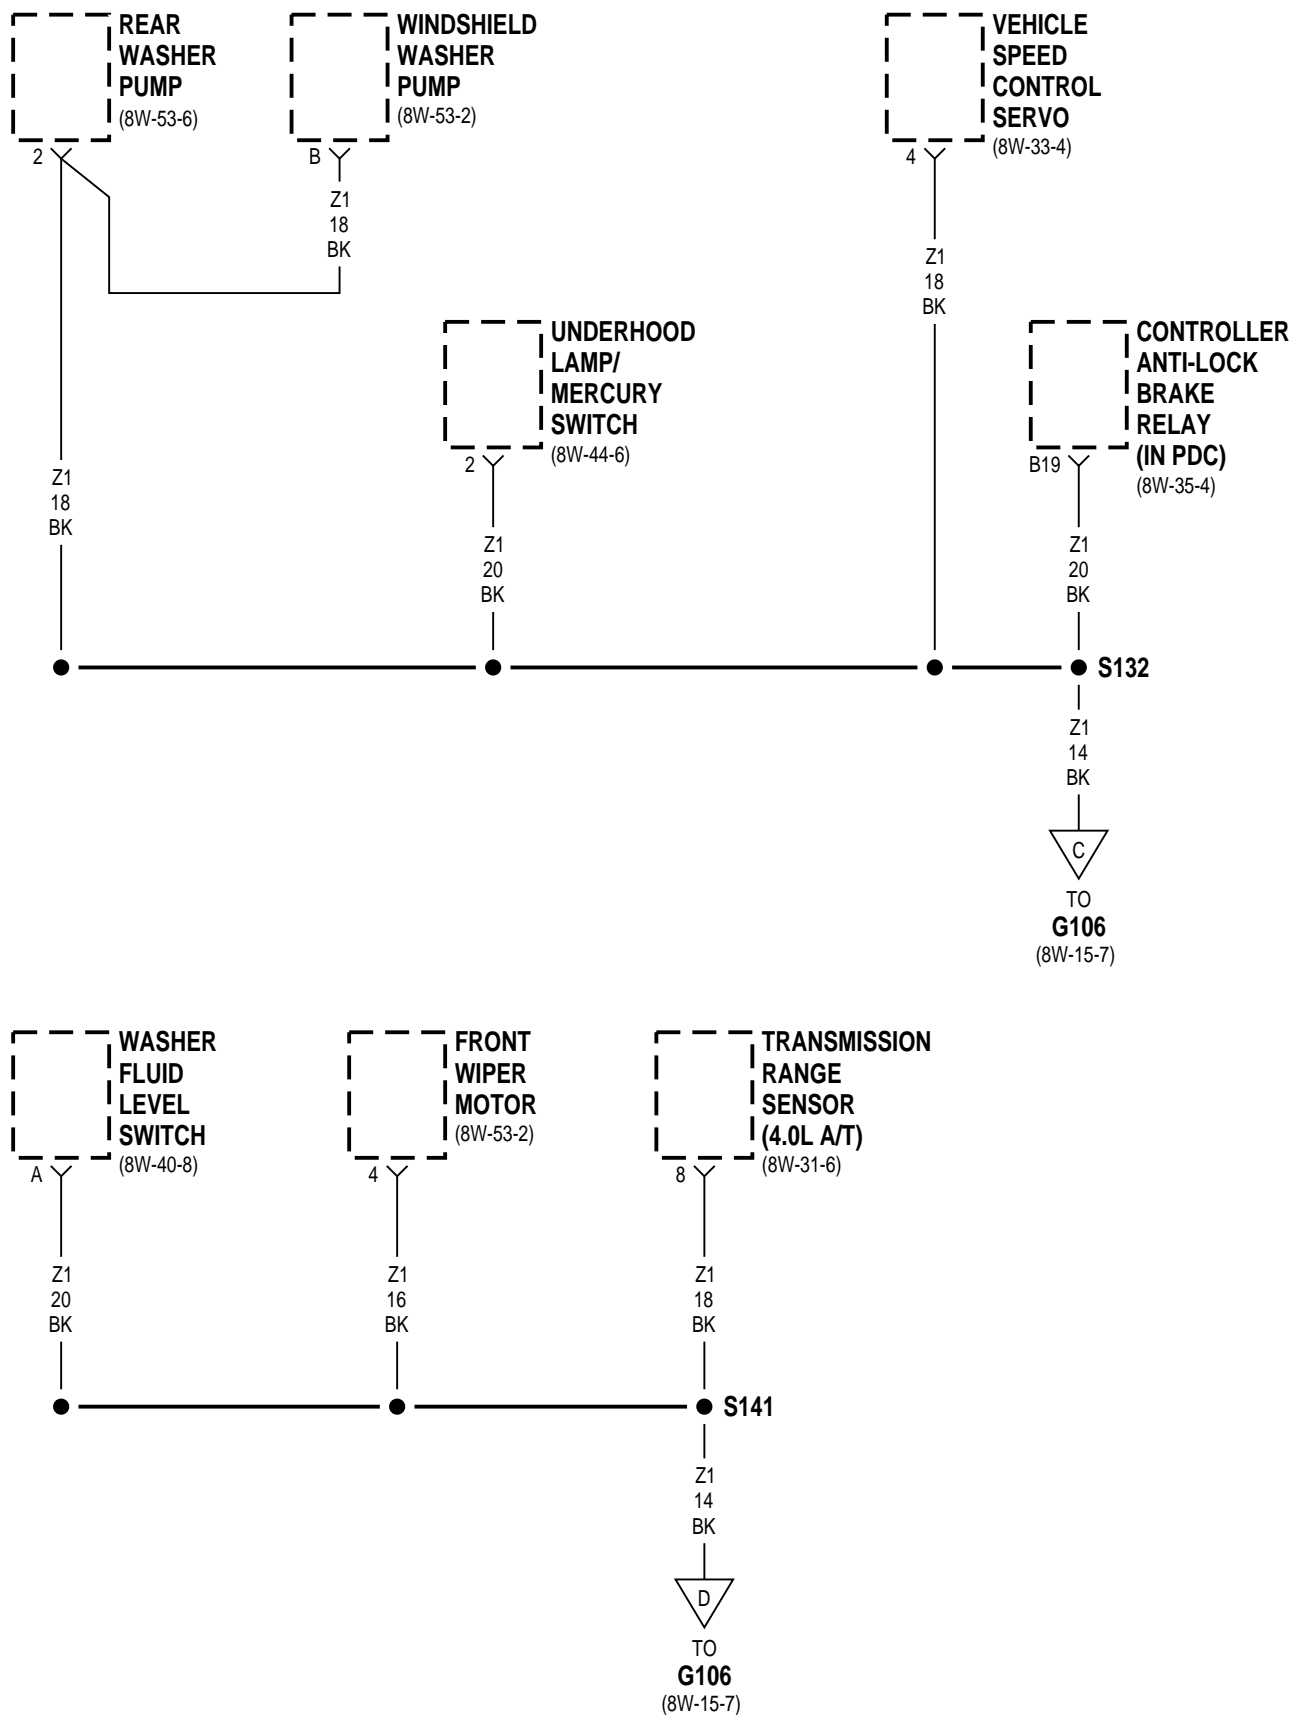 REAR
WASHER
PUMP
(8W-53-6)
2
WINDSHIELD
WASHER
PUMP
(8W-53-2)
B
Z1
18
BK
VEHICLE
SPEED
CONTROL
SERVO
(8W-33-4)
4
Z1
18
BK
UNDERHOOD
LAMP/
MERCURY
SWITCH
(8W-44-6)
2
CONTROLLER
ANTI-LOCK
BRAKE
RELAY
(IN PDC)
(8W-35-4)
B19
Z1
18
BK
Z1
20
BK
Z1
20
BK
S132
Z1
14
BK
C
TO
G106
(8W-15-7)
WASHER
FLUID
LEVEL
SWITCH
(8W-40-8)
A
FRONT
WIPER
MOTOR
(8W-53-2)
4
TRANSMISSION
RANGE
SENSOR
(4.0L A/T)
(8W-31-6)
8
Z1
20
BK
Z1
16
BK
Z1
18
BK
S141
Z1
14
BK
D
TO
G106
(8W-15-7)